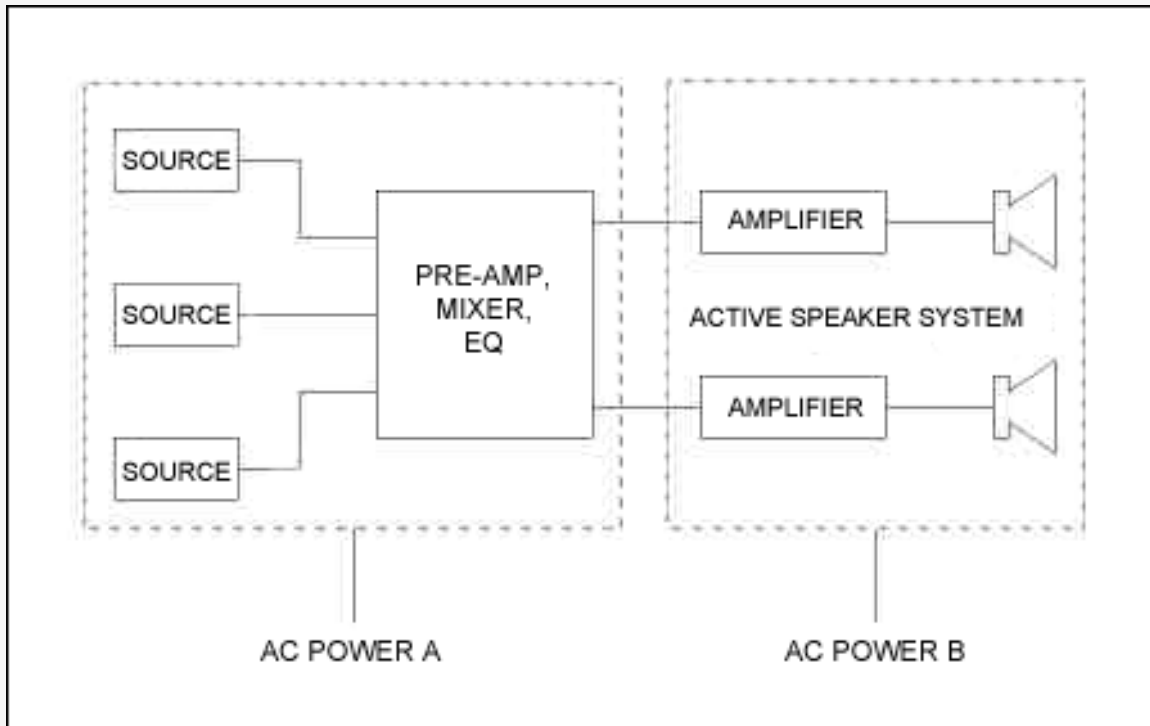 SOURCE
SOURCE
SOURCE
PRE-AMP,
MIXER,
EQ
AMPLIFIER
ACTIVE SPEAKER SYSTEM
AMPLIFIER
AC POWER A
AC POWER B